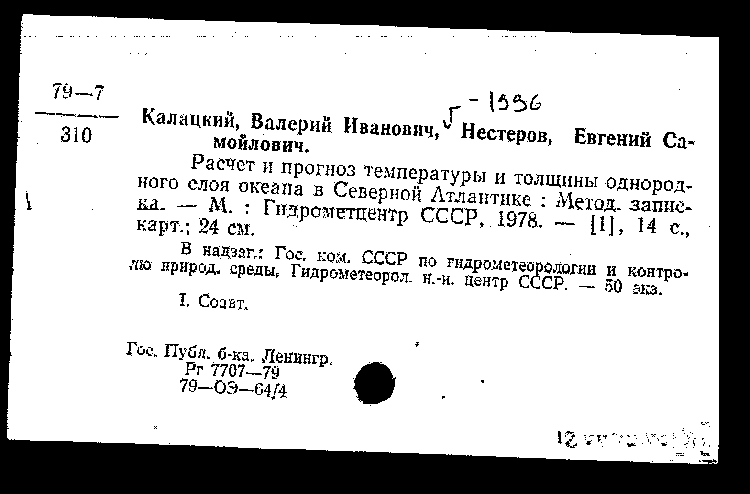 79—7
310
- 1996
Калацкий, Валерий Иванович, Нестеров, Евгений Са-
мойлович.
Расчет и прогноз температуры и толщины однород-
ного слоя океана в Северной Атлантике : Метод. запис-
ка. — М. : Гидрометцентр СССР, 1978. — [1], 14 с.,
карт.; 24 см.
В надзаг.: Гос. ком. СССР по гидрометеорологии и контро-
лю природ. среды, Гидрометеорол. н.-и. центр СССР. — 50 экз.
I. Соавт.
Гос. Публ. б-ка. Ленингр.
Рг 7707—79
79—ОЭ—64/4